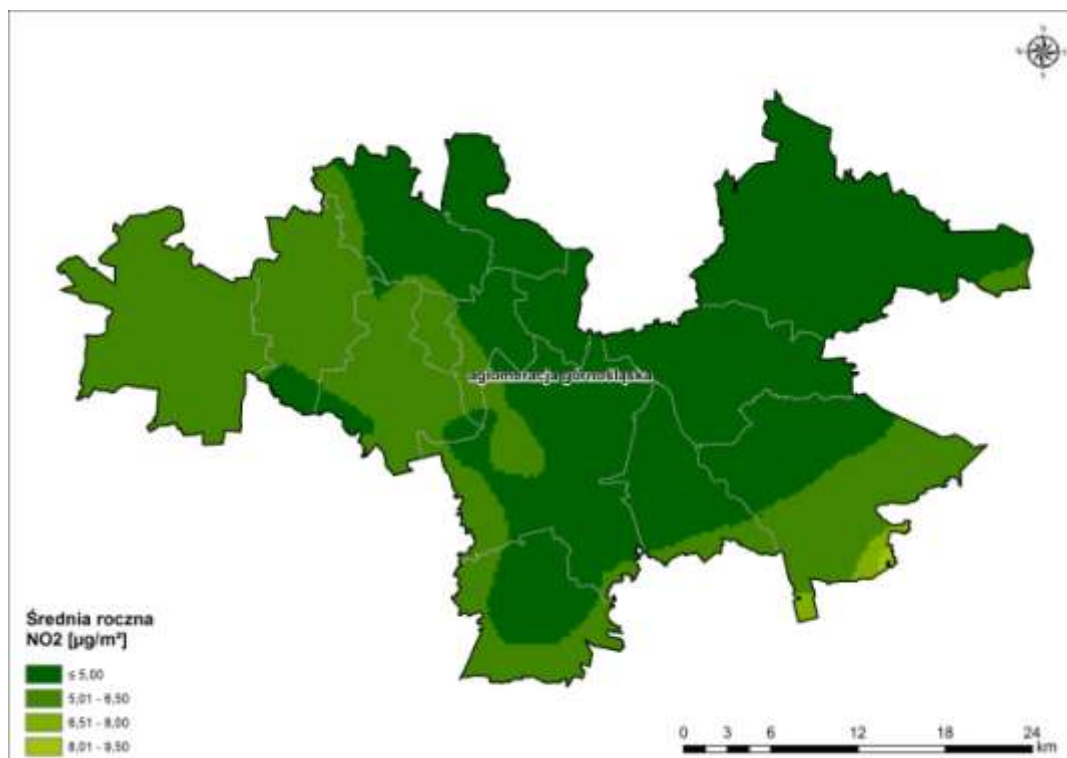 aglomeracja górnośląska
Średnia roczna
NO2 [µg/m³]
≤ 5,00
5,01 - 6,50
6,51 - 8,00
8,01 - 9,50
0 3 6 12 18 24
km